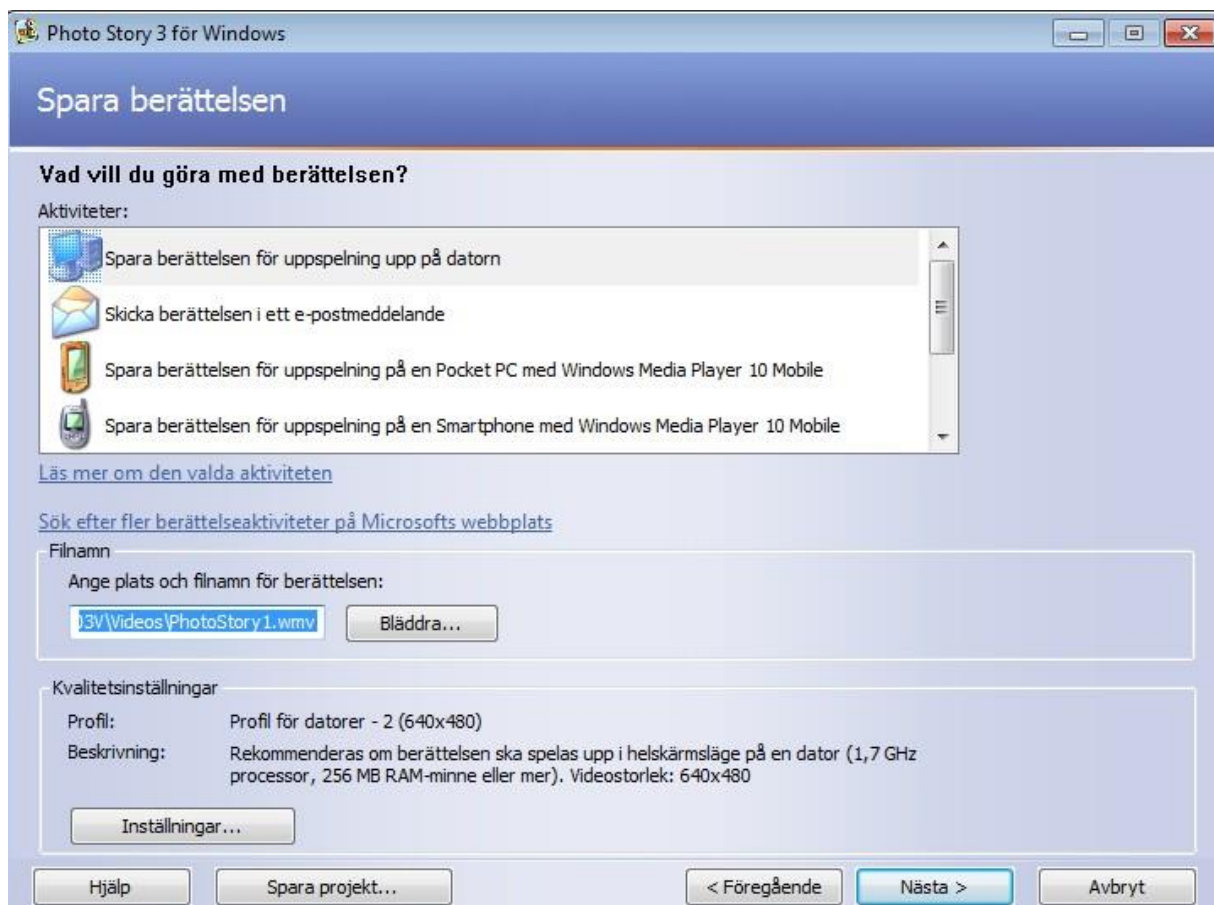 Photo Story 3 för Windows
Spara berättelsen
Vad vill du göra med berättelsen?
Aktiviteter:
Spara berättelsen för uppspelning upp på datorn
Skicka berättelsen i ett e-postmeddelande
Spara berättelsen för uppspelning på en Pocket PC med Windows Media Player 10 Mobile
Spara berättelsen för uppspelning på en Smartphone med Windows Media Player 10 Mobile
Läs mer om den valda aktiviteten
Sök efter fler berättelseaktiviteter på Microsofts webbplats
Filnamn
Ange plats och filnamn för berättelsen:
03V\Videos\PhotoStory1.wmv Bläddra...
Kvalitetsinställningar
Profil: Profil för datorer - 2 (640x480)
Beskrivning: Rekommenderas om berättelsen ska spelas upp i helskärmsläge på en dator (1,7 GHz
processor, 256 MB RAM-minne eller mer). Videostorlek: 640x480
Inställningar...
Hjälp Spara projekt... < Föregående Nästa > Avbryt